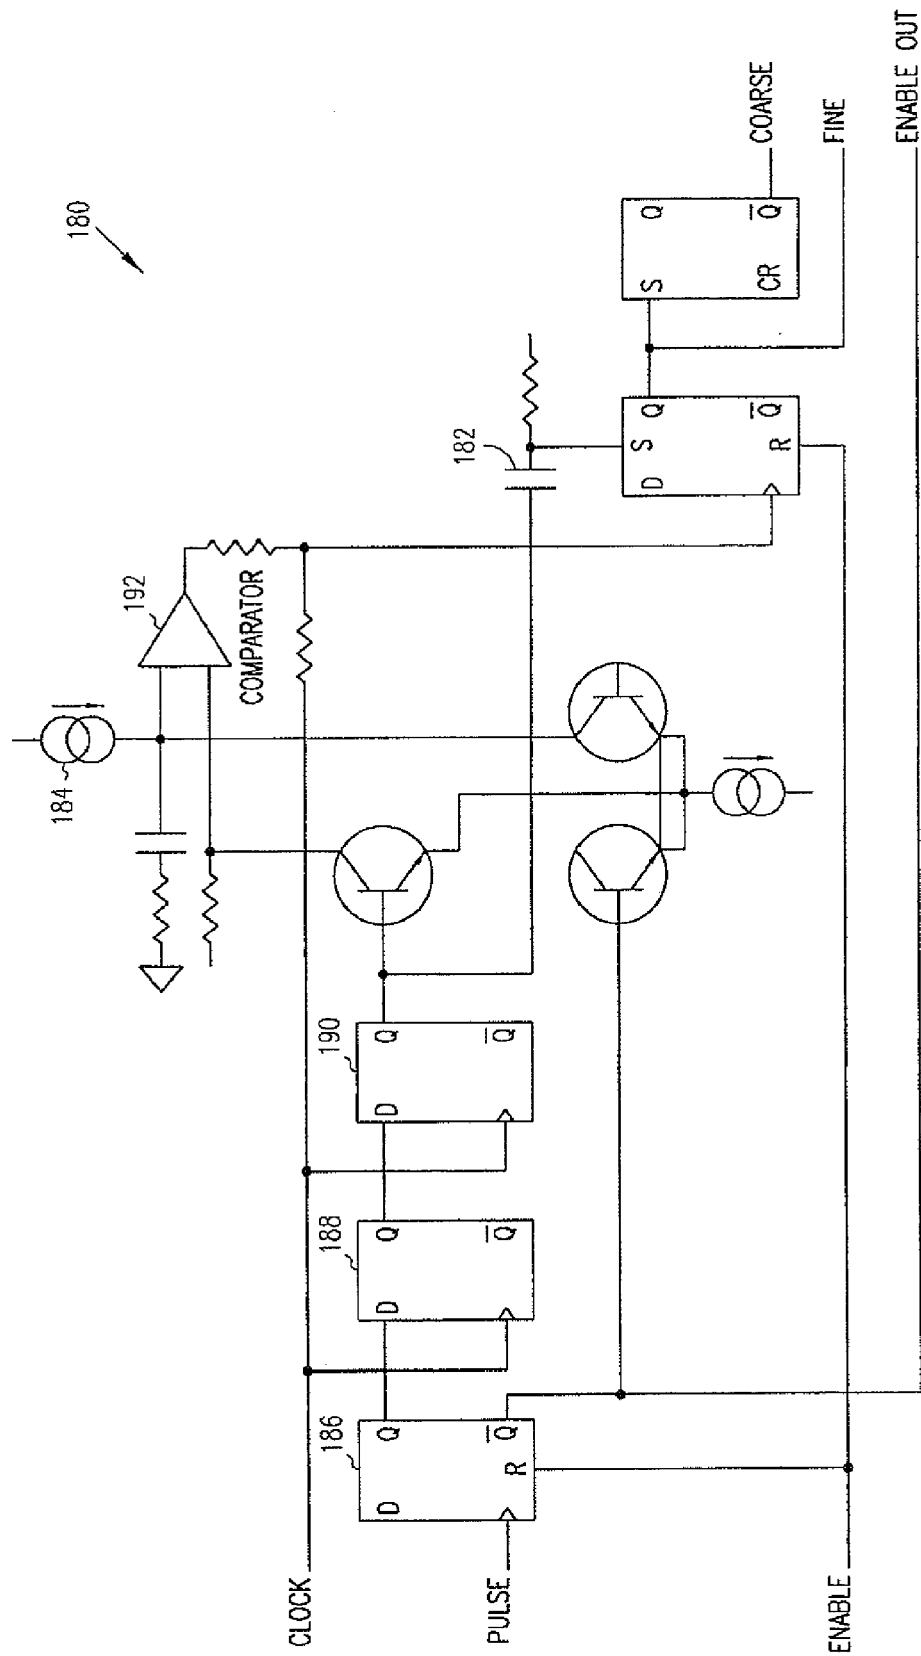 180
184
192
COMPARATOR
CLOCK
186
188
190
D Q
D Q
D Q
182
PULSE
R Q̄
Q̄
Q̄
D S Q
S Q
R Q̄
CR Q̄
COARSE
FINE
ENABLE
ENABLE OUT